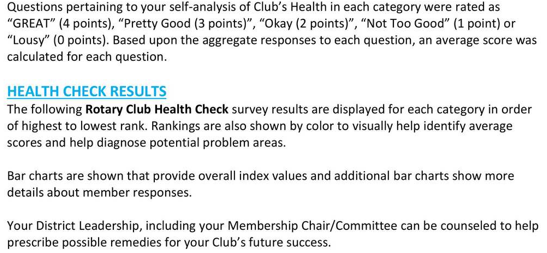 Questions pertaining to your self-analysis of Club’s Health in each category were rated as
“GREAT” (4 points), “Pretty Good (3 points)”, “Okay (2 points)”, “Not Too Good” (1 point) or
“Lousy” (0 points). Based upon the aggregate responses to each question, an average score was
calculated for each question.
HEALTH CHECK RESULTS
The following Rotary Club Health Check survey results are displayed for each category in order
of highest to lowest rank. Rankings are also shown by color to visually help identify average
scores and help diagnose potential problem areas.
Bar charts are shown that provide overall index values and additional bar charts show more
details about member responses.
Your District Leadership, including your Membership Chair/Committee can be counseled to help
prescribe possible remedies for your Club’s future success.